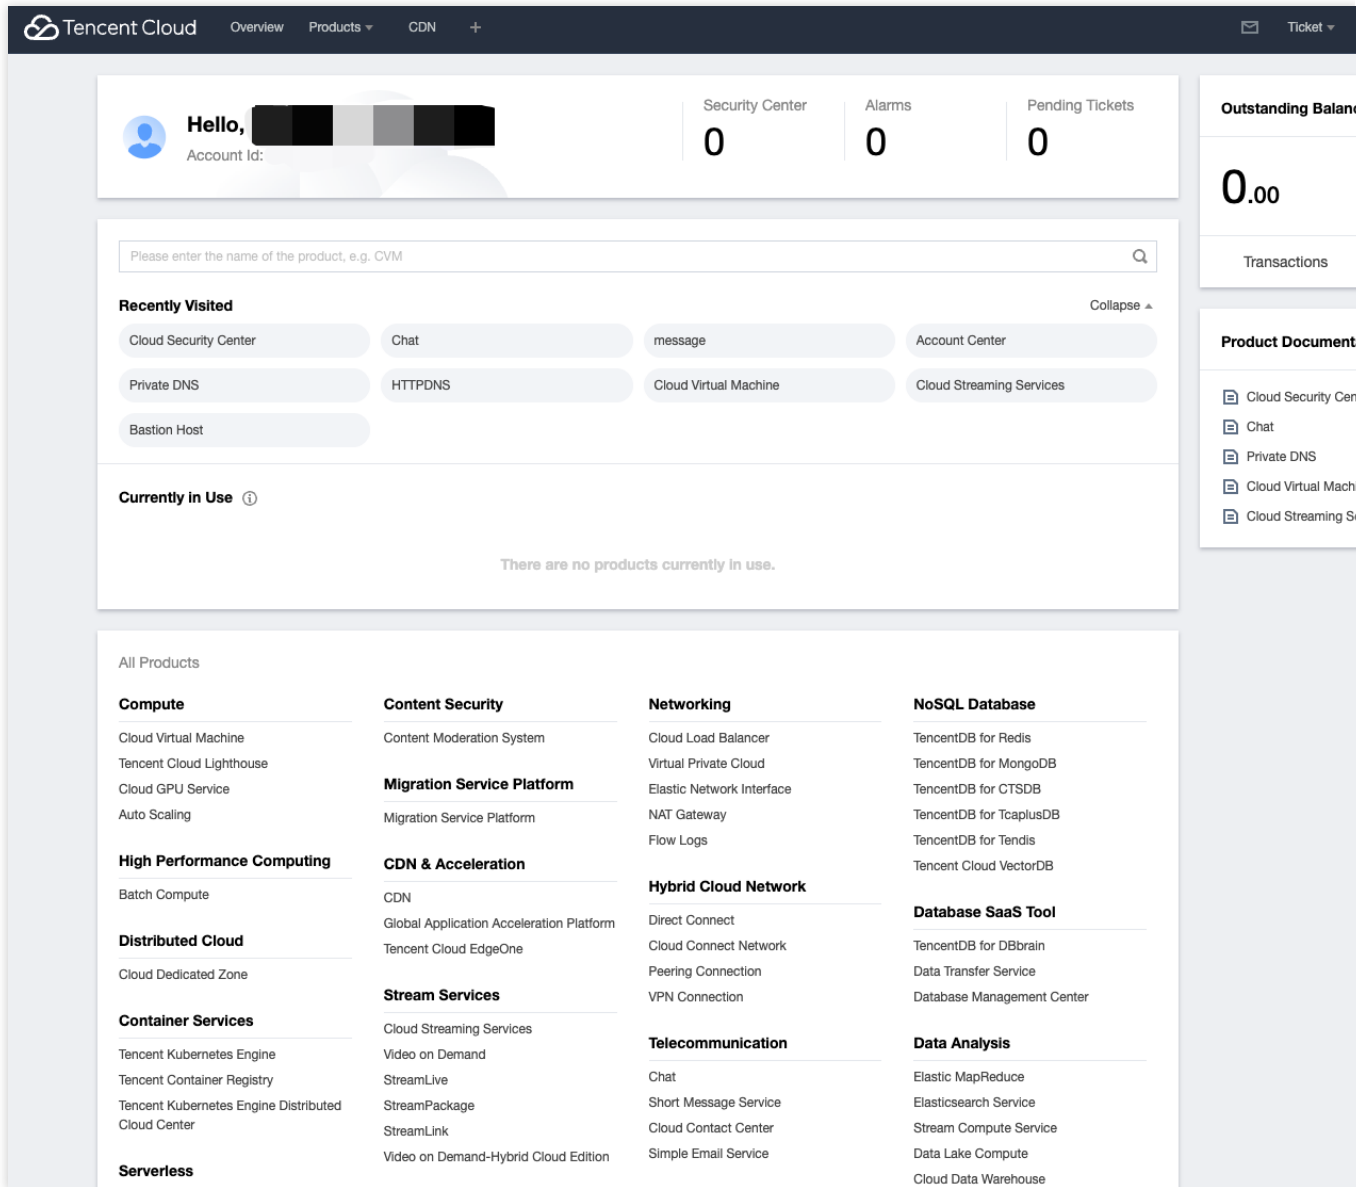 Tencent Cloud Overview Products CDN + Ticket
Hello,
Account Id:
Security Center
0
Alarms
0
Pending Tickets
0
Outstanding
0.00
Transactions
Please enter the name of the product, e.g. CVM
Recently Visited
Collapse
Cloud Security Center
Chat
message
Account Center
Private DNS
HTTPDNS
Cloud Virtual Machine
Cloud Streaming Services
Bastion Host
Currently in Use
There are no products currently in use.
Product
Cloud Security
Chat
Private DNS
Cloud Virtual
Cloud Streaming
All Products
Compute
Cloud Virtual Machine
Tencent Cloud Lighthouse
Cloud GPU Service
Auto Scaling
High Performance Computing
Batch Compute
Distributed Cloud
Cloud Dedicated Zone
Container Services
Tencent Kubernetes Engine
Tencent Container Registry
Tencent Kubernetes Engine Distributed
Cloud Center
Serverless
Content Security
Content Moderation System
Migration Service Platform
Migration Service Platform
CDN & Acceleration
CDN
Global Application Acceleration Platform
Tencent Cloud EdgeOne
Stream Services
Cloud Streaming Services
Video on Demand
StreamLive
StreamPackage
StreamLink
Video on Demand-Hybrid Cloud Edition
Networking
Cloud Load Balancer
Virtual Private Cloud
Elastic Network Interface
NAT Gateway
Flow Logs
Hybrid Cloud Network
Direct Connect
Cloud Connect Network
Peering Connection
VPN Connection
Telecommunication
Chat
Short Message Service
Cloud Contact Center
Simple Email Service
NoSQL Database
TencentDB for Redis
TencentDB for MongoDB
TencentDB for CTSDB
TencentDB for TcaplusDB
TencentDB for Tendis
Tencent Cloud VectorDB
Database SaaS Tool
TencentDB for DBbrain
Data Transfer Service
Database Management Center
Data Analysis
Elastic MapReduce
Elasticsearch Service
Stream Compute Service
Data Lake Compute
Cloud Data Warehouse